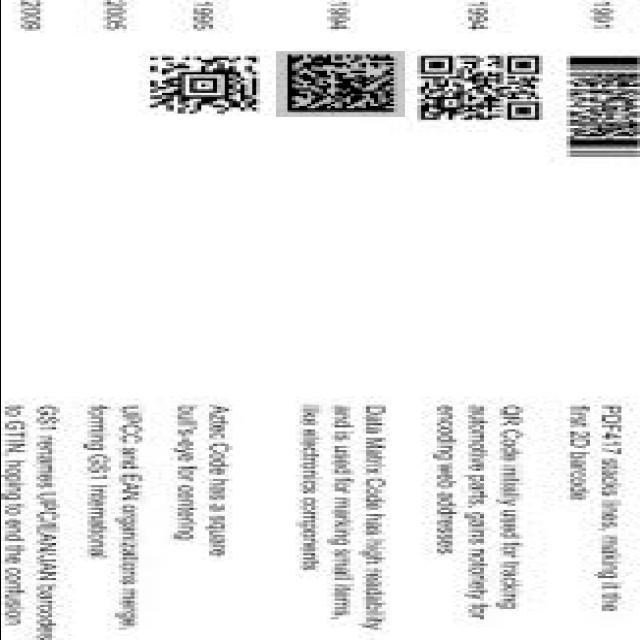 1991
PDF417 stacks lines, making it the
first 2D barcode
1994
QR Code initially used for tracking
automotive parts, gains notoriety for
encoding web addresses
1994
Data Matrix Code has high readability
and is used for marking small items,
like electronics components
1995
Aztec Code has a square
bull's-eye for centering
2005
UPCC and EAN organizations merge,
forming GS1 International
2009
GS1 renames UPC/EAN/JAN barcodes
to GTIN, hoping to end the confusion